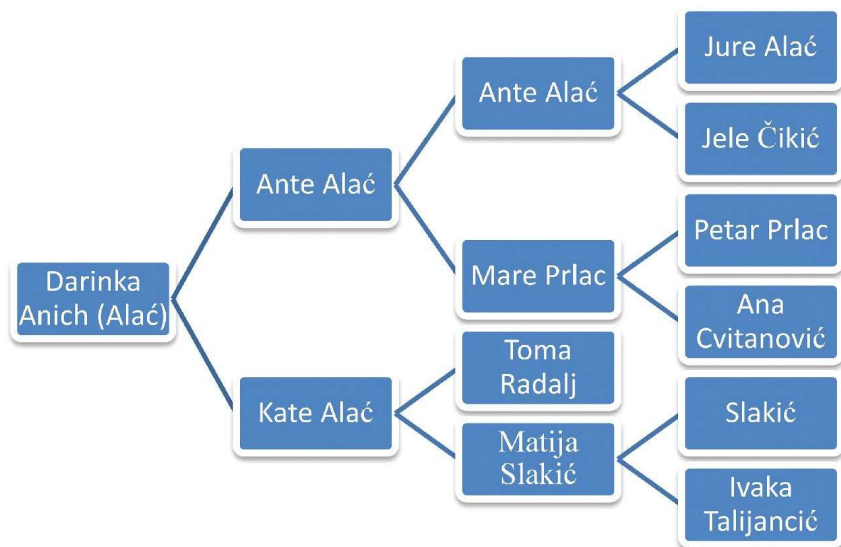 Jure Alać
Ante Alać
Jele Čikić
Ante Alać
Petar Prlac
Mare Prlac
Darinka
Anich (Alać)
Ana
Cvitanović
Toma
Radalj
Kate Alać
Slakić
Matija
Slakić
Ivaka
Talijancić